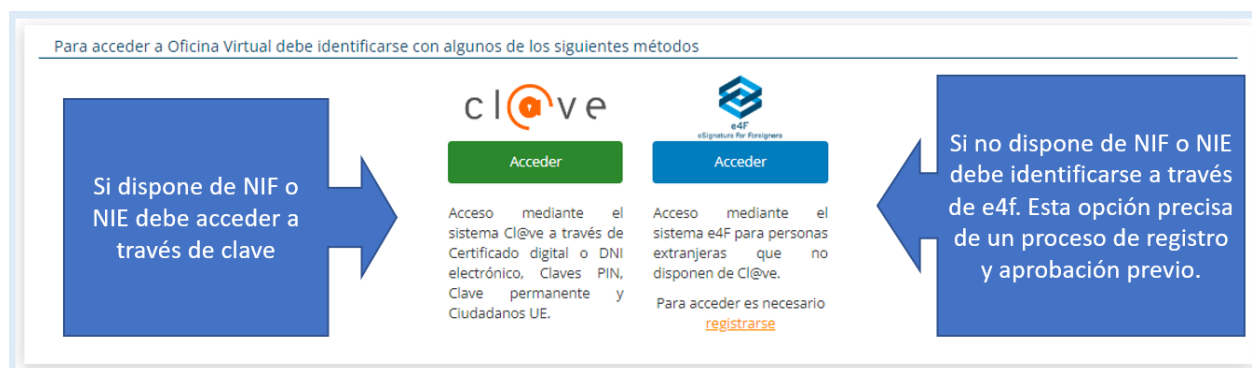 Para acceder a Oficina Virtual debe identificarse con algunos de los siguientes métodos
Si dispone de NIF o
NIE debe acceder a
través de clave
cl@ve
Acceder
Acceso mediante el
sistema Cl@ve a través de
Certificado digital o DNI
electrónico, Claves PIN,
Clave permanente y
Ciudadanos UE.
e4F
eSignature For Foreigners
Acceder
Acceso mediante el
sistema e4F para personas
extranjeras que no
disponen de Cl@ve.
Para acceder es necesario
registrarse
Si no dispone de NIF o NIE
debe identificarse a través
de e4f. Esta opción precisa
de un proceso de registro
y aprobación previo.